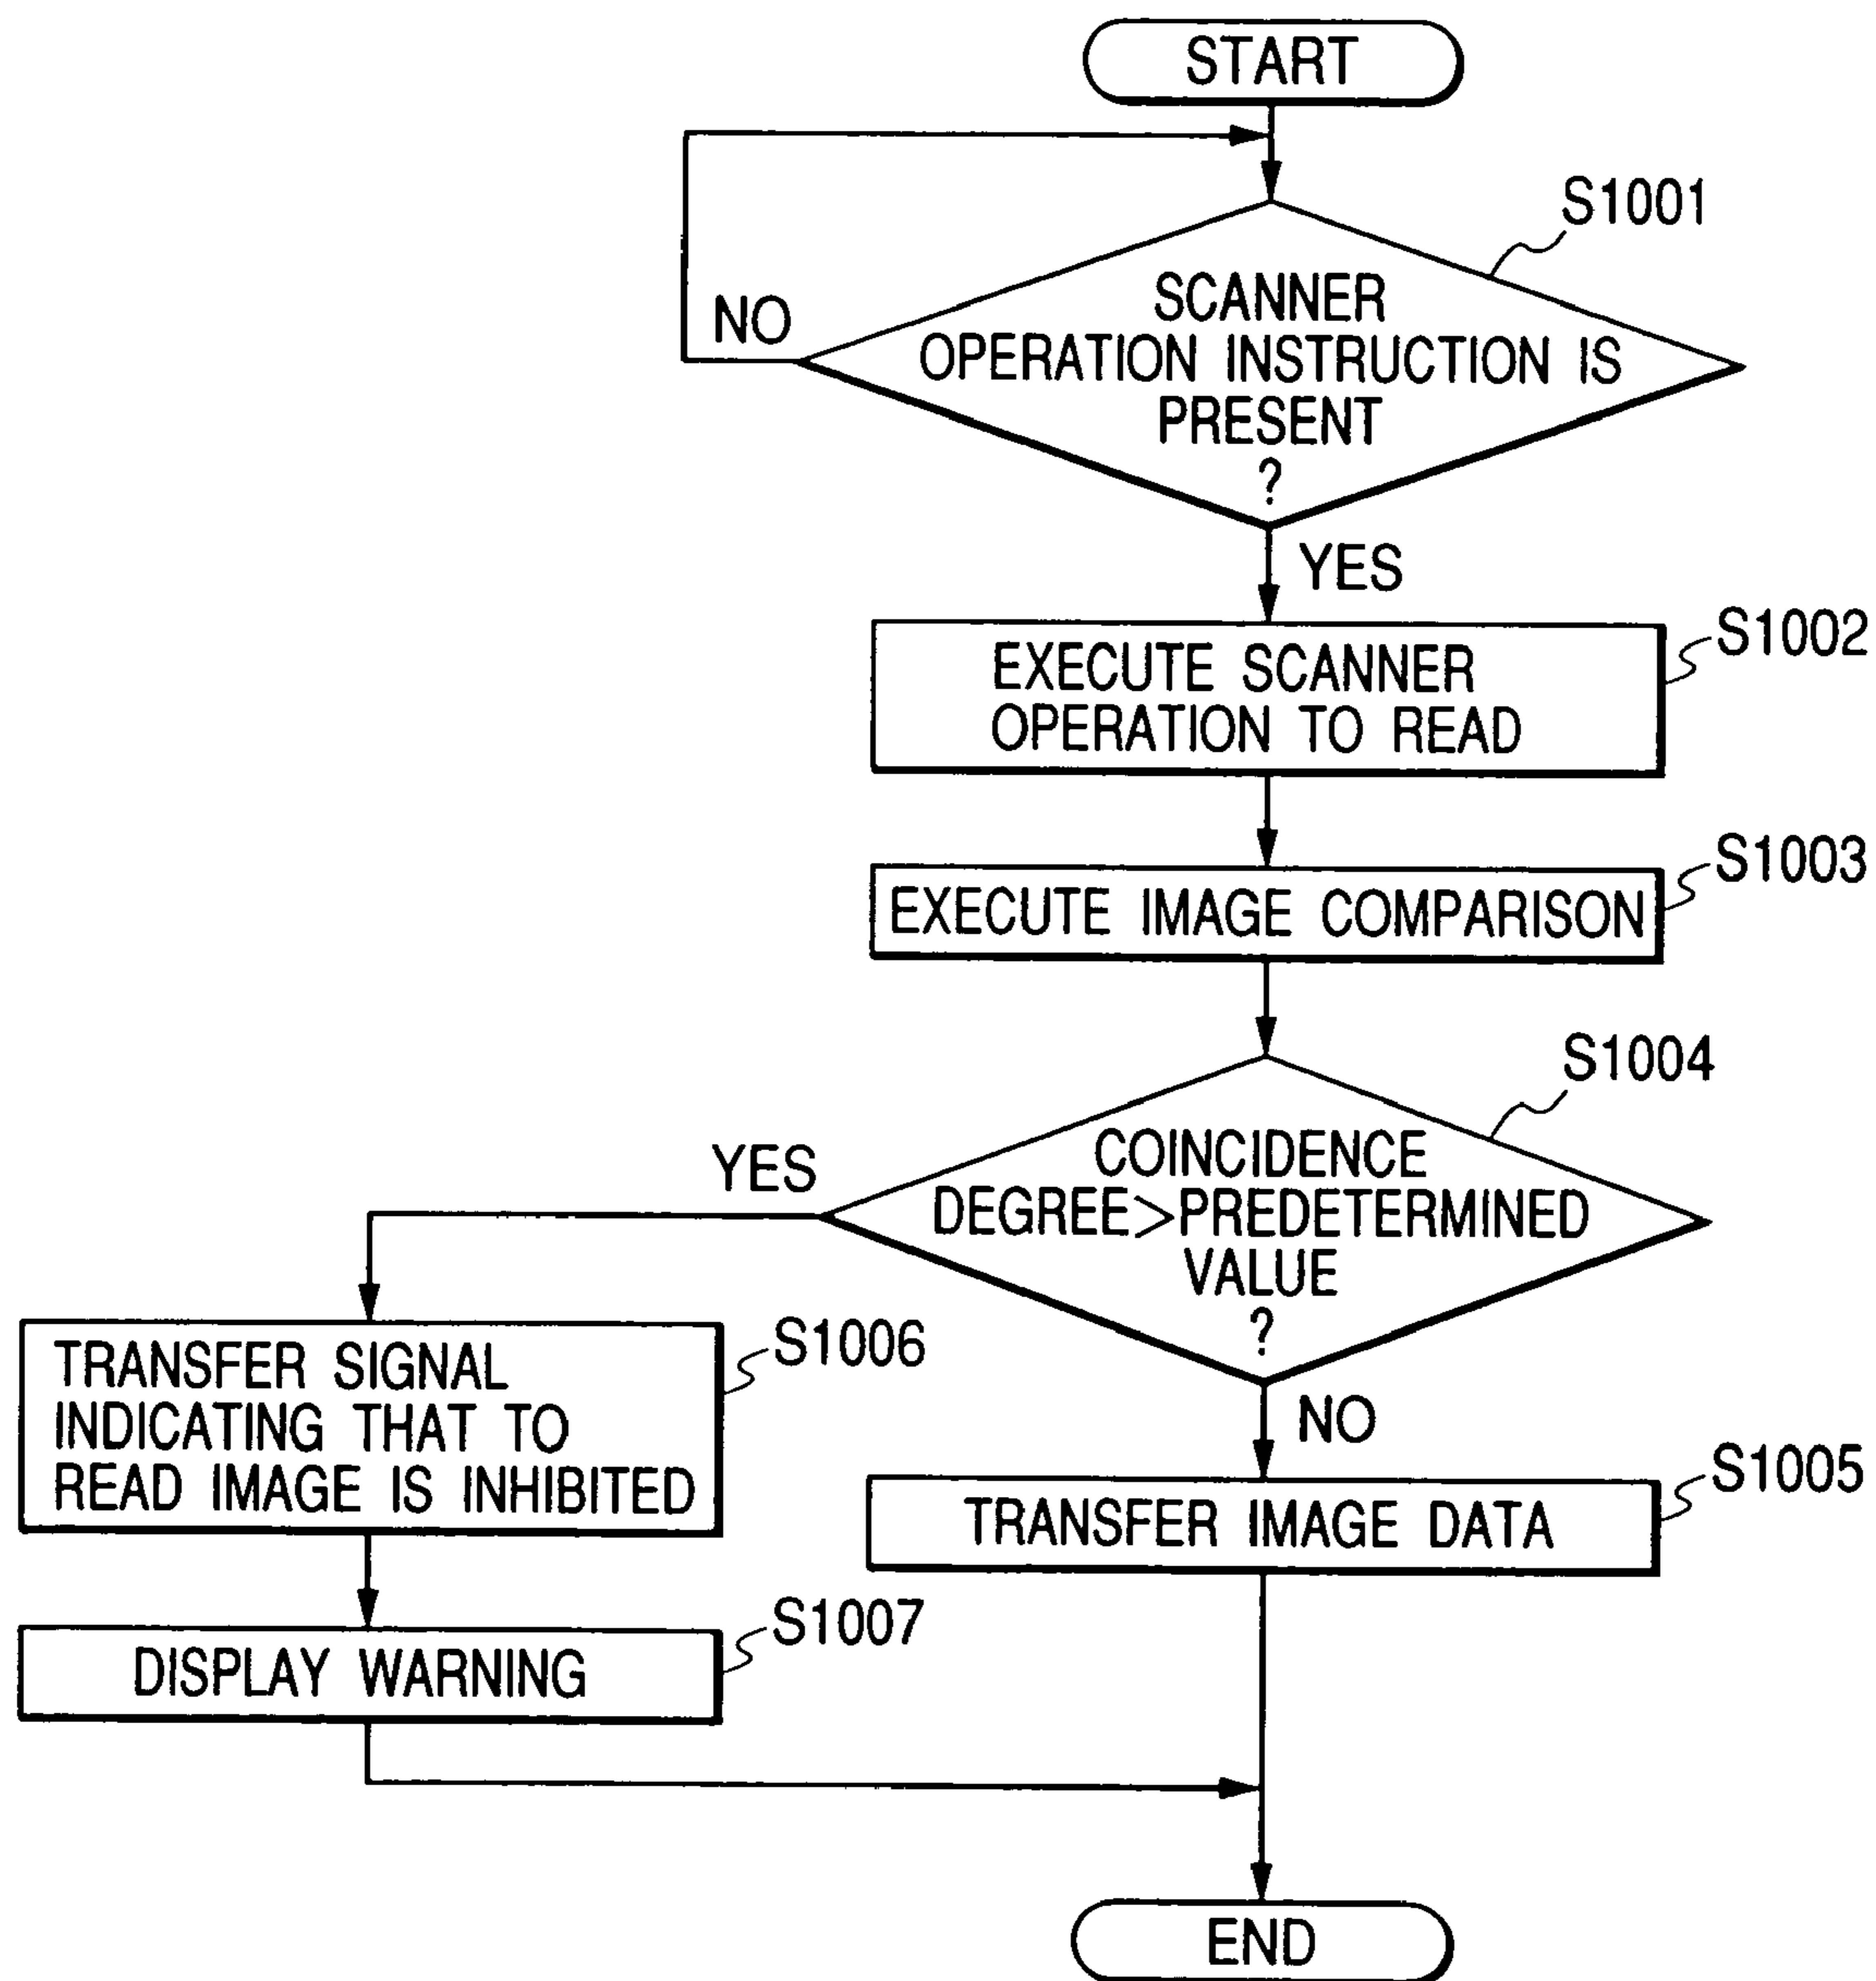 START
S1001
SCANNER
OPERATION INSTRUCTION IS
PRESENT
?
NO
YES
S1002
EXECUTE SCANNER
OPERATION TO READ
S1003
EXECUTE IMAGE COMPARISON
S1004
COINCIDENCE
DEGREE>PREDETERMINED
VALUE
?
YES
NO
S1006
TRANSFER SIGNAL
INDICATING THAT TO
READ IMAGE IS INHIBITED
S1005
TRANSFER IMAGE DATA
S1007
DISPLAY WARNING
END